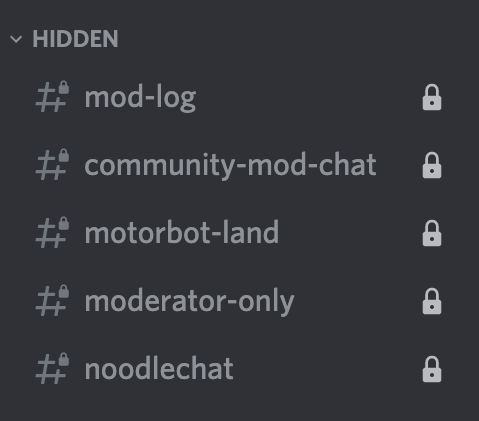 HIDDEN
mod-log
community-mod-chat
motorbot-land
moderator-only
noodlechat